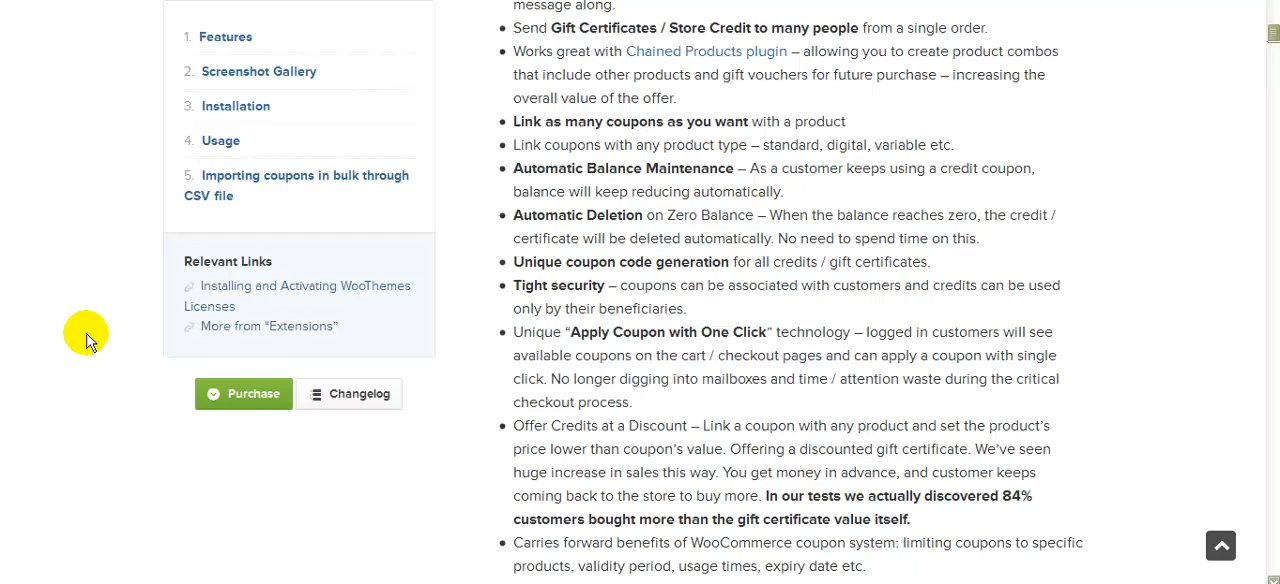 1. Features
2. Screenshot Gallery
3. Installation
4. Usage
5. Importing coupons in bulk through
CSV file
Relevant Links
Installing and Activating WooThemes
Licenses
More from “Extensions”
Purchase
Changelog
message along.
• Send Gift Certificates / Store Credit to many people from a single order.
• Works great with Chained Products plugin – allowing you to create product combos
that include other products and gift vouchers for future purchase – increasing the
overall value of the offer.
• Link as many coupons as you want with a product
• Link coupons with any product type – standard, digital, variable etc.
• Automatic Balance Maintenance – As a customer keeps using a credit coupon,
balance will keep reducing automatically.
• Automatic Deletion on Zero Balance – When the balance reaches zero, the credit /
certificate will be deleted automatically. No need to spend time on this.
• Unique coupon code generation for all credits / gift certificates.
• Tight security – coupons can be associated with customers and credits can be used
only by their beneficiaries.
• Unique “Apply Coupon with One Click” technology – logged in customers will see
available coupons on the cart / checkout pages and can apply a coupon with single
click. No longer digging into mailboxes and time / attention waste during the critical
checkout process.
• Offer Credits at a Discount – Link a coupon with any product and set the product’s
price lower than coupon’s value. Offering a discounted gift certificate. We’ve seen
huge increase in sales this way. You get money in advance, and customer keeps
coming back to the store to buy more. In our tests we actually discovered 84%
customers bought more than the gift certificate value itself.
• Carries forward benefits of WooCommerce coupon system: limiting coupons to specific
products, validity period, usage times, expiry date etc.